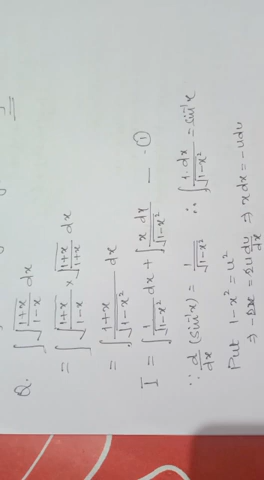 Q. ∫ √(1+x)/√(1-x) dx
= ∫ √(1+x)/√(1-x) × √(1+x)/√(1+x) dx
= ∫ (1+x)/√(1-x²) dx
I = ∫ 1/√(1-x²) dx + ∫ x dx/√(1-x²) — ①
∵ d/dx (sin⁻¹x) = 1/√(1-x²) ∴ ∫ 1·dx/√(1-x²) = sin⁻¹x
Put 1-x² = u²
⇒ -2x = 2u du/dx ⇒ x dx = -u du